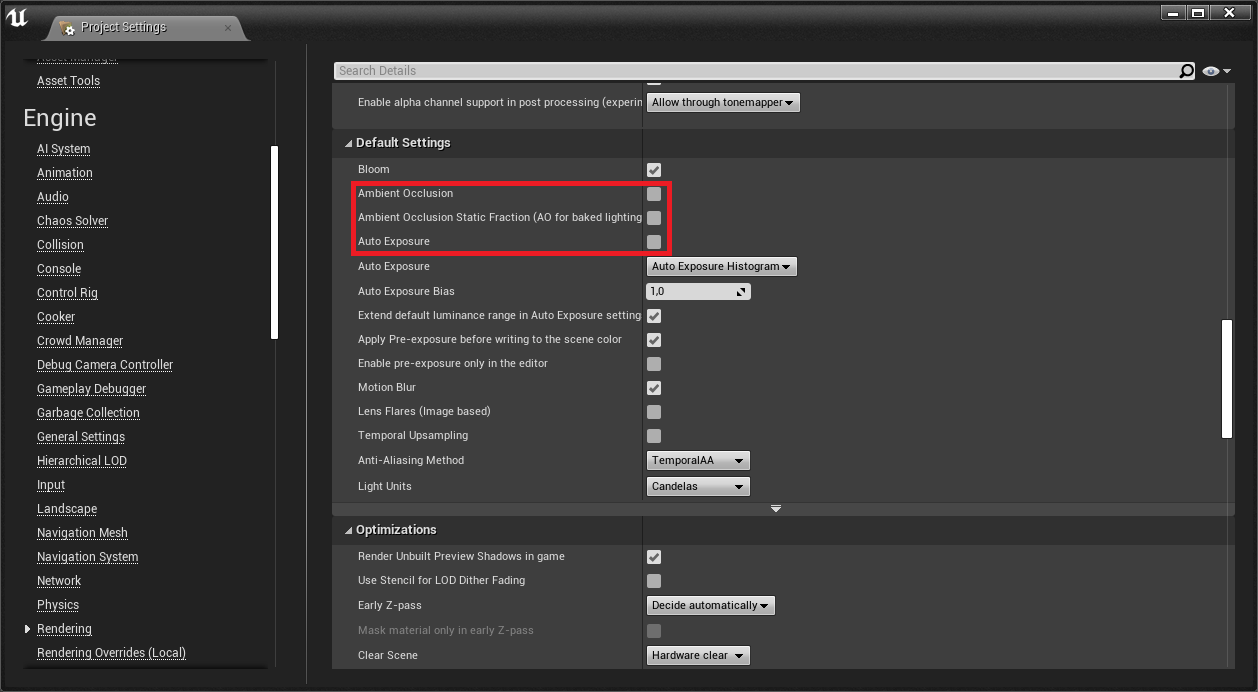 Project Settings
Asset Manager
Asset Tools
Engine
AI System
Animation
Audio
Chaos Solver
Collision
Console
Control Rig
Cooker
Crowd Manager
Debug Camera Controller
Gameplay Debugger
Garbage Collection
General Settings
Hierarchical LOD
Input
Landscape
Navigation Mesh
Navigation System
Network
Physics
Rendering
Rendering Overrides (Local)
Search Details
Enable alpha channel support in post processing (experin Allow through tonemapper
Default Settings
Bloom
Ambient Occlusion
Ambient Occlusion Static Fraction (AO for baked lighting
Auto Exposure
Auto Exposure Auto Exposure Histogram
Auto Exposure Bias 1,0
Extend default luminance range in Auto Exposure setting
Apply Pre-exposure before writing to the scene color
Enable pre-exposure only in the editor
Motion Blur
Lens Flares (Image based)
Temporal Upsampling
Anti-Aliasing Method TemporalAA
Light Units Candelas
Optimizations
Render Unbuilt Preview Shadows in game
Use Stencil for LOD Dither Fading
Early Z-pass Decide automatically
Mask material only in early Z-pass
Clear Scene Hardware clear